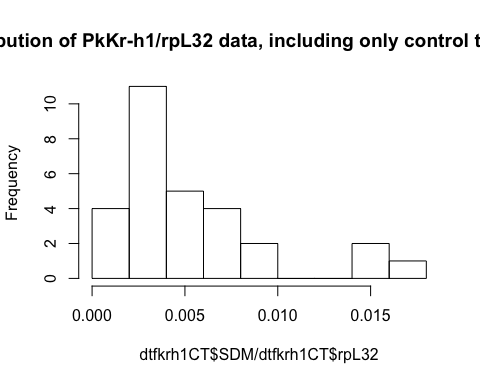 of PkKr-h1/rpL32 data, including only control
Frequency
10
8
6
4
2
0
0.000 0.005 0.010 0.015
dtfkrh1CT$SDM/dtfkrh1CT$rpL32